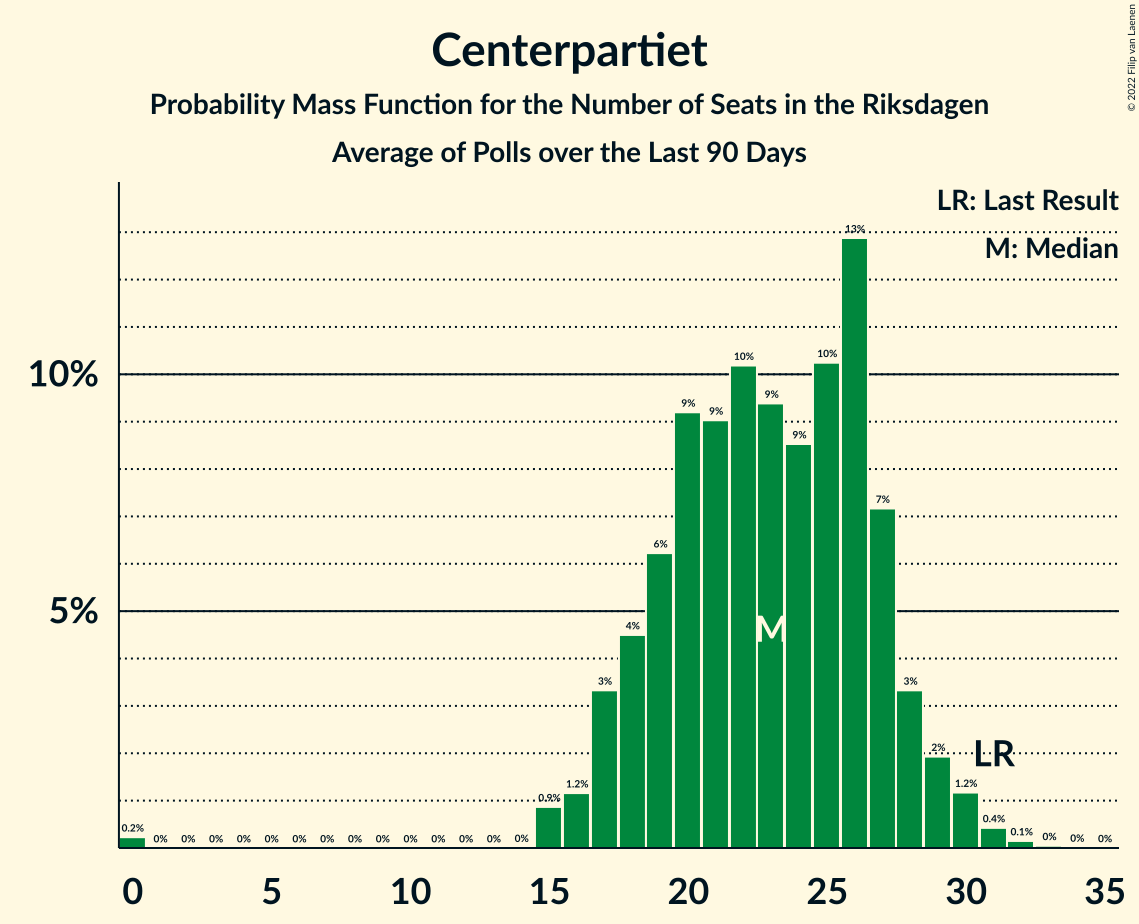 Centerpartiet
Probability Mass Function for the Number of Seats in the Riksdagen
Average of Polls over the Last 90 Days
© 2022 Filip van Laenen
LR: Last Result
M: Median
10%
5%
0.2% 0% 0% 0% 0% 0% 0% 0% 0% 0% 0% 0% 0% 0% 0% 0.9% 1.2% 3% 4% 6% 9% 9% 10% 9% 9% 10% 13% 7% 3% 2% 1.2% 0.4% 0.1% 0% 0% 0%
M
LR
0 5 10 15 20 25 30 35